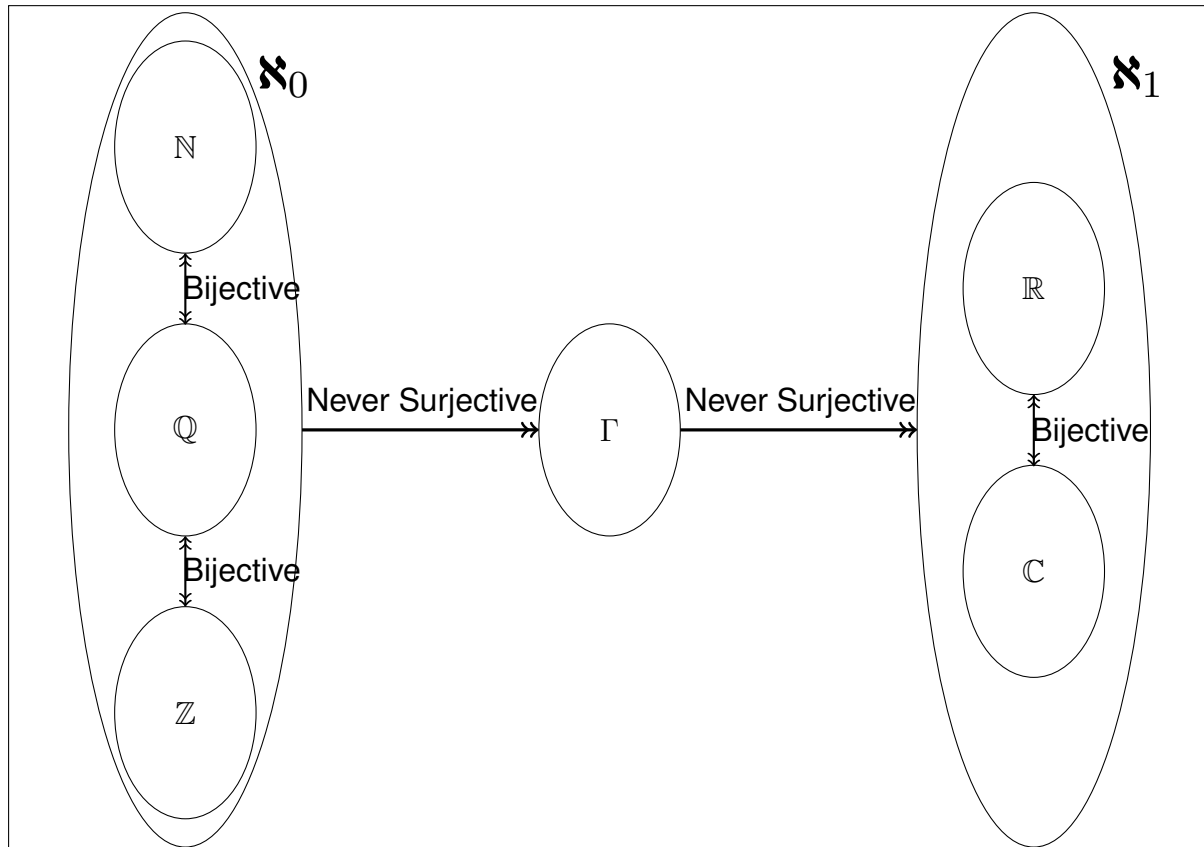 ℵ₀
ℵ₁
ℕ
ℝ
Bijective
Never Surjective
Never Surjective
ℚ
Γ
Bijective
Bijective
ℂ
ℤ